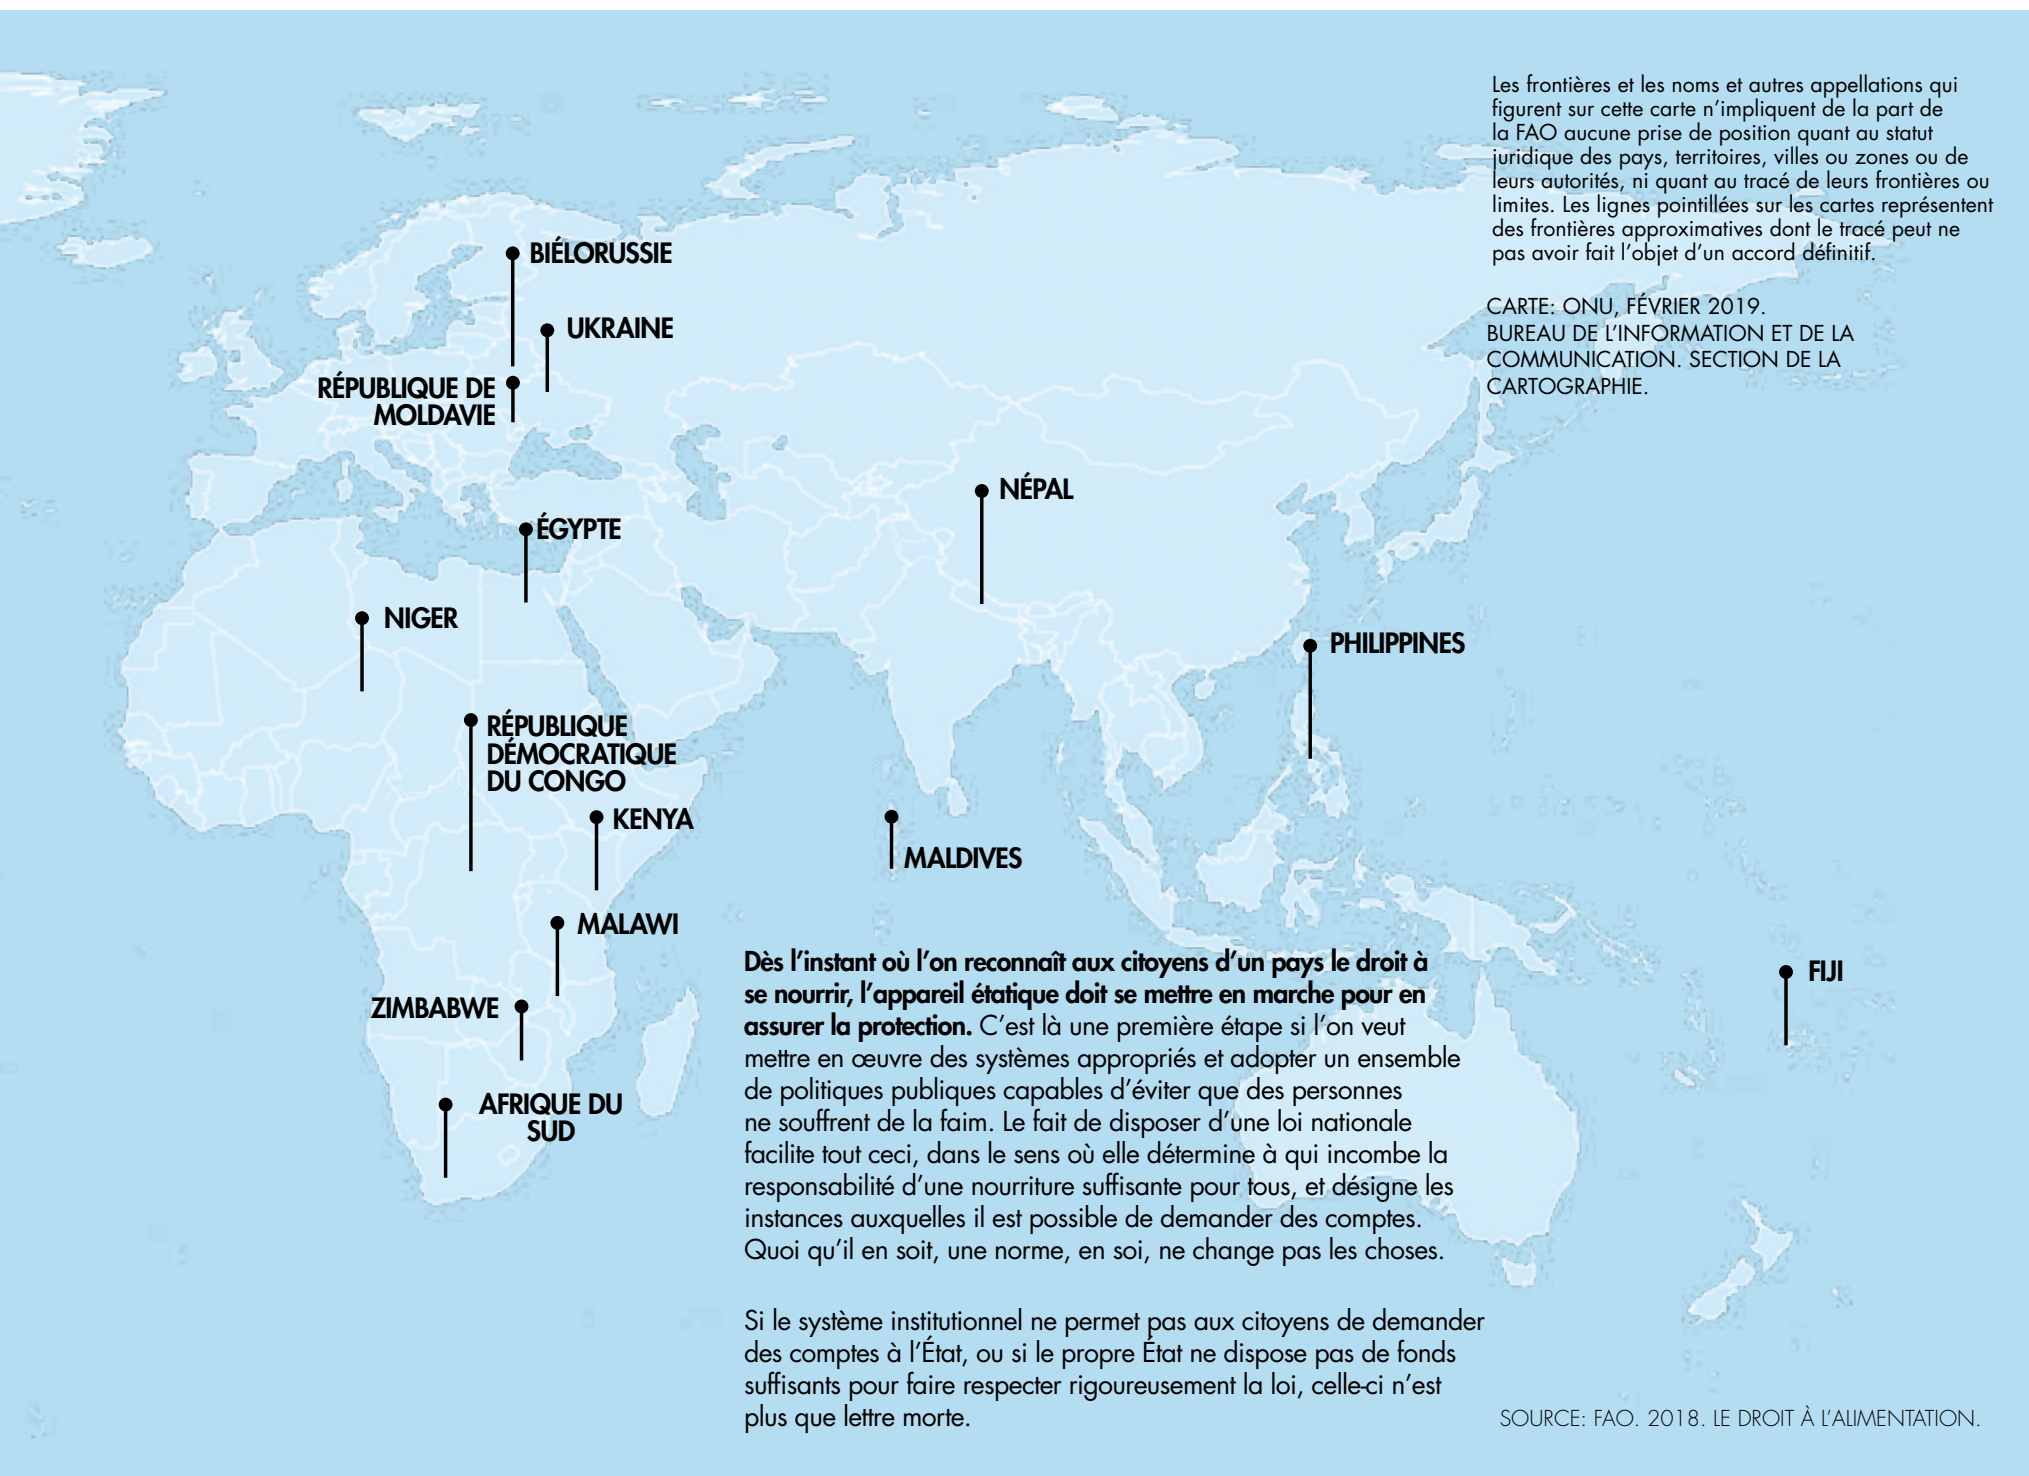 Les frontières et les noms et autres appellations qui
figurent sur cette carte n’impliquent de la part de
la FAO aucune prise de position quant au statut
juridique des pays, territoires, villes ou zones ou de
leurs autorités, ni quant au tracé de leurs frontières ou
limites. Les lignes pointillées sur les cartes représentent
des frontières approximatives dont le tracé peut ne
pas avoir fait l’objet d’un accord définitif.
CARTE: ONU, FÉVRIER 2019.
BUREAU DE L’INFORMATION ET DE LA
COMMUNICATION. SECTION DE LA
CARTOGRAPHIE.
BIÉLORUSSIE
UKRAINE
RÉPUBLIQUE DE
MOLDAVIE
NÉPAL
ÉGYPTE
NIGER
PHILIPPINES
RÉPUBLIQUE
DÉMOCRATIQUE
DU CONGO
KENYA
MALDIVES
MALAWI
FIJI
ZIMBABWE
AFRIQUE DU
SUD
Dès l’instant où l’on reconnaît aux citoyens d’un pays le droit à
se nourrir, l’appareil étatique doit se mettre en marche pour en
assurer la protection. C’est là une première étape si l’on veut
mettre en œuvre des systèmes appropriés et adopter un ensemble
de politiques publiques capables d’éviter que des personnes
ne souffrent de la faim. Le fait de disposer d’une loi nationale
facilite tout ceci, dans le sens où elle détermine à qui incombe la
responsabilité d’une nourriture suffisante pour tous, et désigne les
instances auxquelles il est possible de demander des comptes.
Quoi qu’il en soit, une norme, en soi, ne change pas les choses.
Si le système institutionnel ne permet pas aux citoyens de demander
des comptes à l’État, ou si le propre État ne dispose pas de fonds
suffisants pour faire respecter rigoureusement la loi, celle-ci n’est
plus que lettre morte.
SOURCE: FAO. 2018. LE DROIT À L’ALIMENTATION.